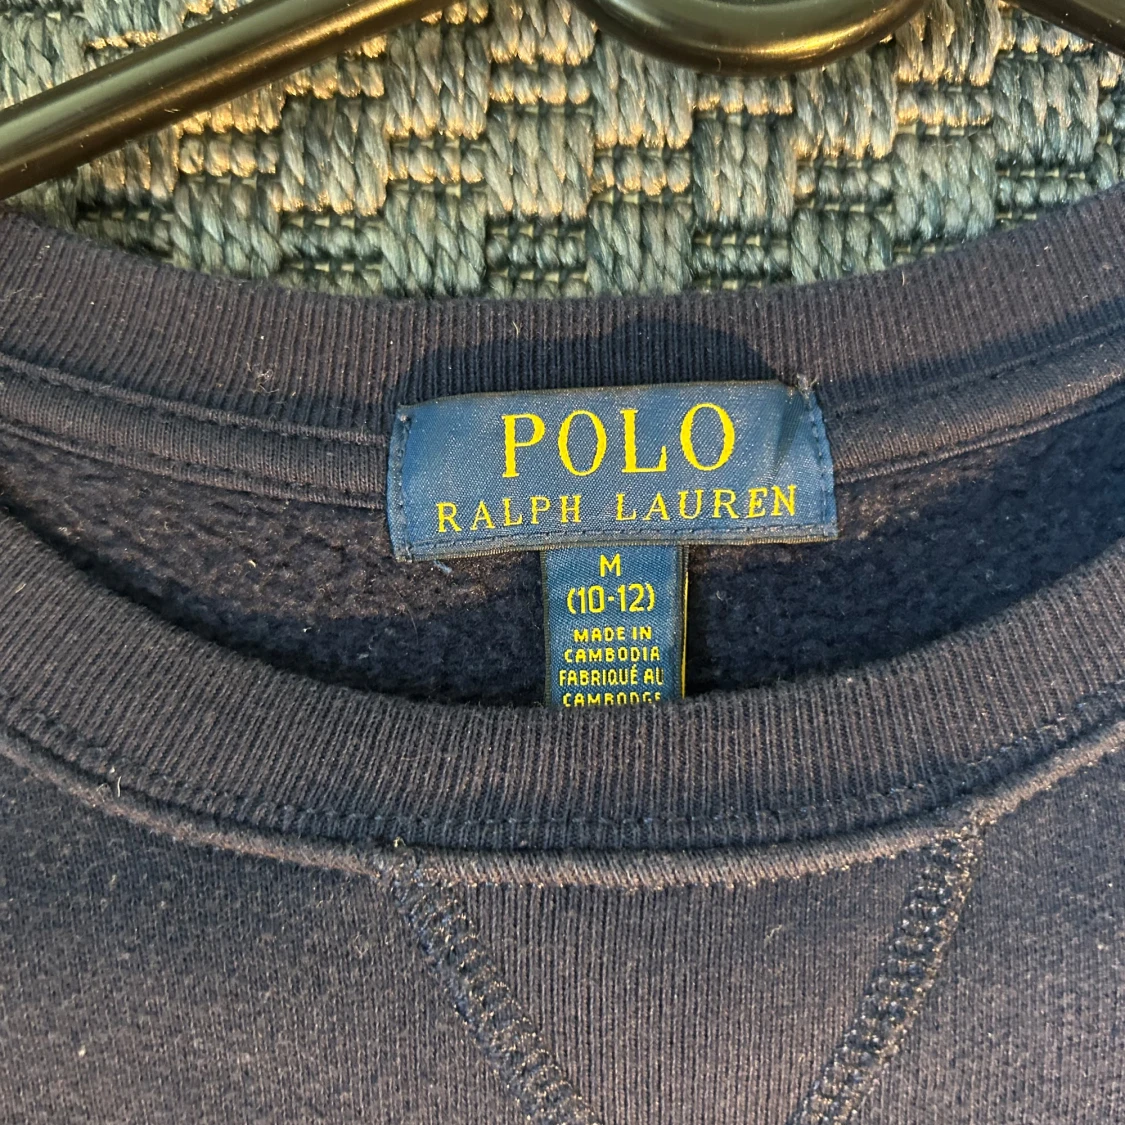 POLO
RALPH LAUREN
M
(10-12)
MADE IN
CAMBODIA
FABRIQUÉ AU
CAMBODGE